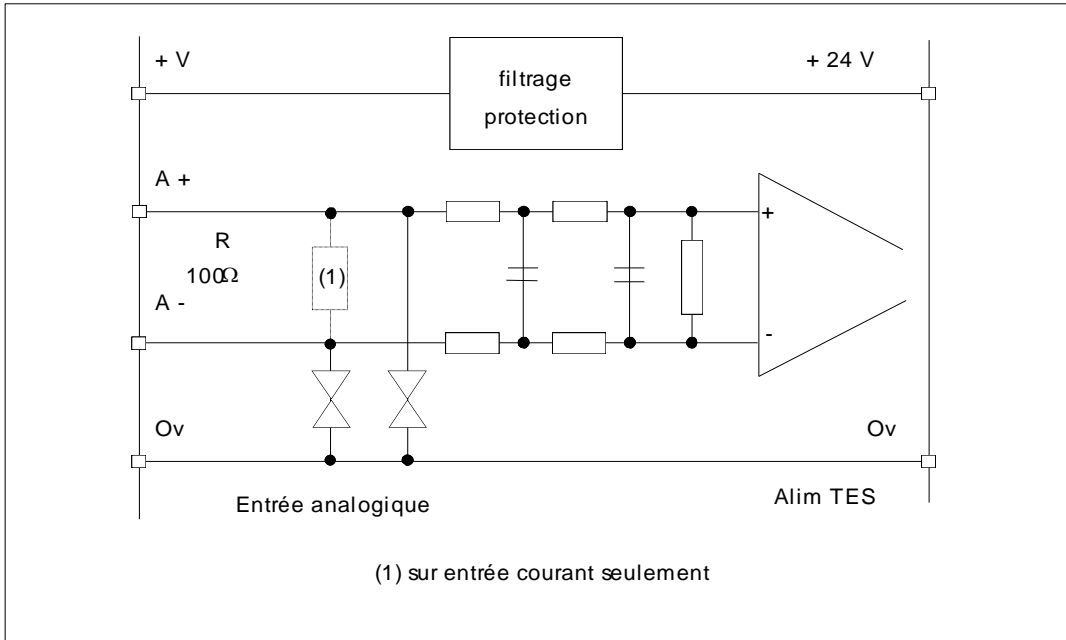 + V
+ 24 V
filtrage
protection
A +
+
R
100Ω
(1)
A -
-
Ov
Ov
Entrée analogique
Alim TES
(1) sur entrée courant seulement